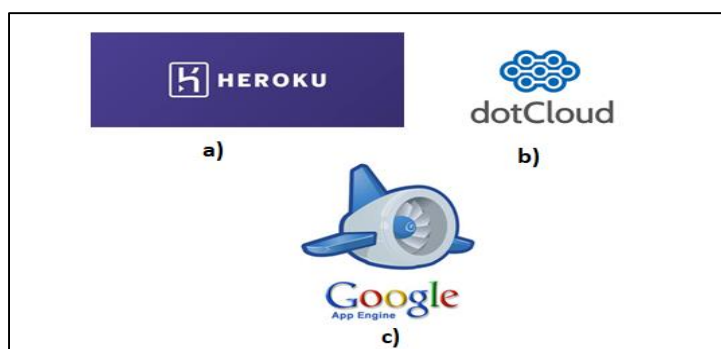 HEROKU
a)
dotCloud
b)
Google
App Engine
c)